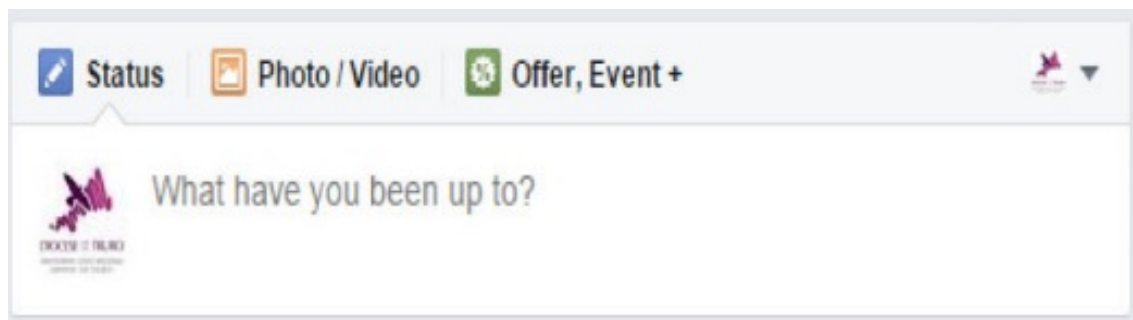 Status Photo / Video Offer, Event +
What have you been up to?
DIOCESE OF TRURO